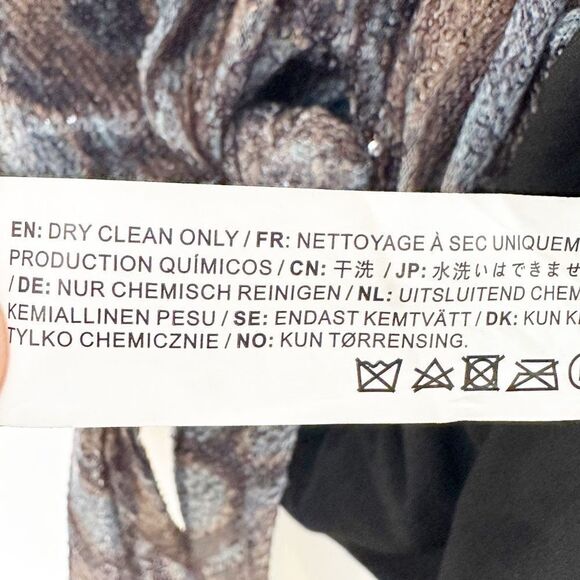 EN: DRY CLEAN ONLY / FR: NETTOYAGE À SEC UNIQUEM
PRODUCTION QUÍMICOS / CN: 干洗 / JP: 水洗いはできませ
/ DE: NUR CHEMISCH REINIGEN / NL: UITSLUITEND CHEM
KEMIALLINEN PESU / SE: ENDAST KEMTVÄTT / DK: KUN K
TYLKO CHEMICZNIE / NO: KUN TØRRENSING.